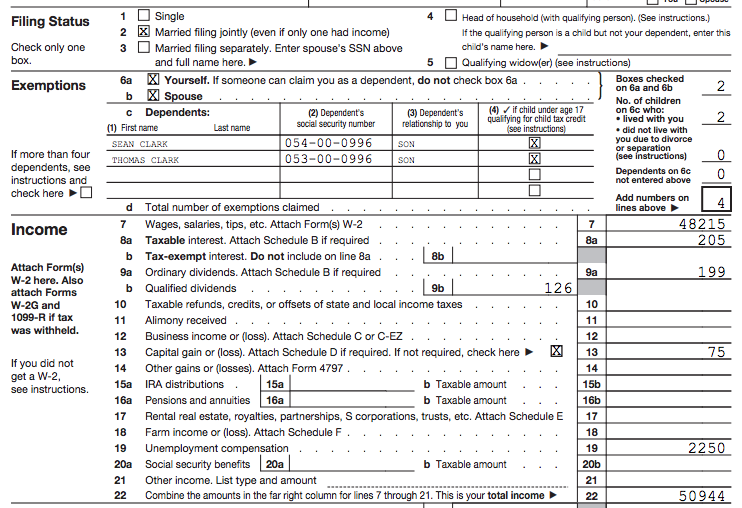 Filing Status
Check only one
box.
1 Single
2 X Married filing jointly (even if only one had income)
3 Married filing separately. Enter spouse's SSN above
and full name here. ▶
4 Head of household (with qualifying person). (See instructions.)
If the qualifying person is a child but not your dependent, enter this
child's name here. ▶
5 Qualifying widow(er) (see instructions)
Exemptions
6a X Yourself. If someone can claim you as a dependent, do not check box 6a
b X Spouse
Boxes checked
on 6a and 6b 2
c Dependents:
(1) First name Last name
(2) Dependent's
social security number
(3) Dependent's
relationship to you
(4) ✓ if child under age 17
qualifying for child tax credit
(see instructions)
SEAN CLARK 054-00-0996 SON X
THOMAS CLARK 053-00-0996 SON X
If more than four
dependents, see
instructions and
check here ▶
No. of children
on 6c who:
• lived with you 2
• did not live with
you due to divorce
or separation
(see instructions) 0
Dependents on 6c
not entered above 0
d Total number of exemptions claimed
Add numbers on
lines above ▶ 4
Income
Attach Form(s)
W-2 here. Also
attach Forms
W-2G and
1099-R if tax
was withheld.
If you did not
get a W-2,
see instructions.
7 Wages, salaries, tips, etc. Attach Form(s) W-2 7 48215
8a Taxable interest. Attach Schedule B if required 8a 205
b Tax-exempt interest. Do not include on line 8a 8b
9a Ordinary dividends. Attach Schedule B if required 9a 199
b Qualified dividends 9b 126
10 Taxable refunds, credits, or offsets of state and local income taxes 10
11 Alimony received 11
12 Business income or (loss). Attach Schedule C or C-EZ 12
13 Capital gain or (loss). Attach Schedule D if required. If not required, check here ▶ X 13 75
14 Other gains or (losses). Attach Form 4797 14
15a IRA distributions 15a b Taxable amount 15b
16a Pensions and annuities 16a b Taxable amount 16b
17 Rental real estate, royalties, partnerships, S corporations, trusts, etc. Attach Schedule E 17
18 Farm income or (loss). Attach Schedule F 18
19 Unemployment compensation 19 2250
20a Social security benefits 20a b Taxable amount 20b
21 Other income. List type and amount 21
22 Combine the amounts in the far right column for lines 7 through 21. This is your total income ▶ 22 50944